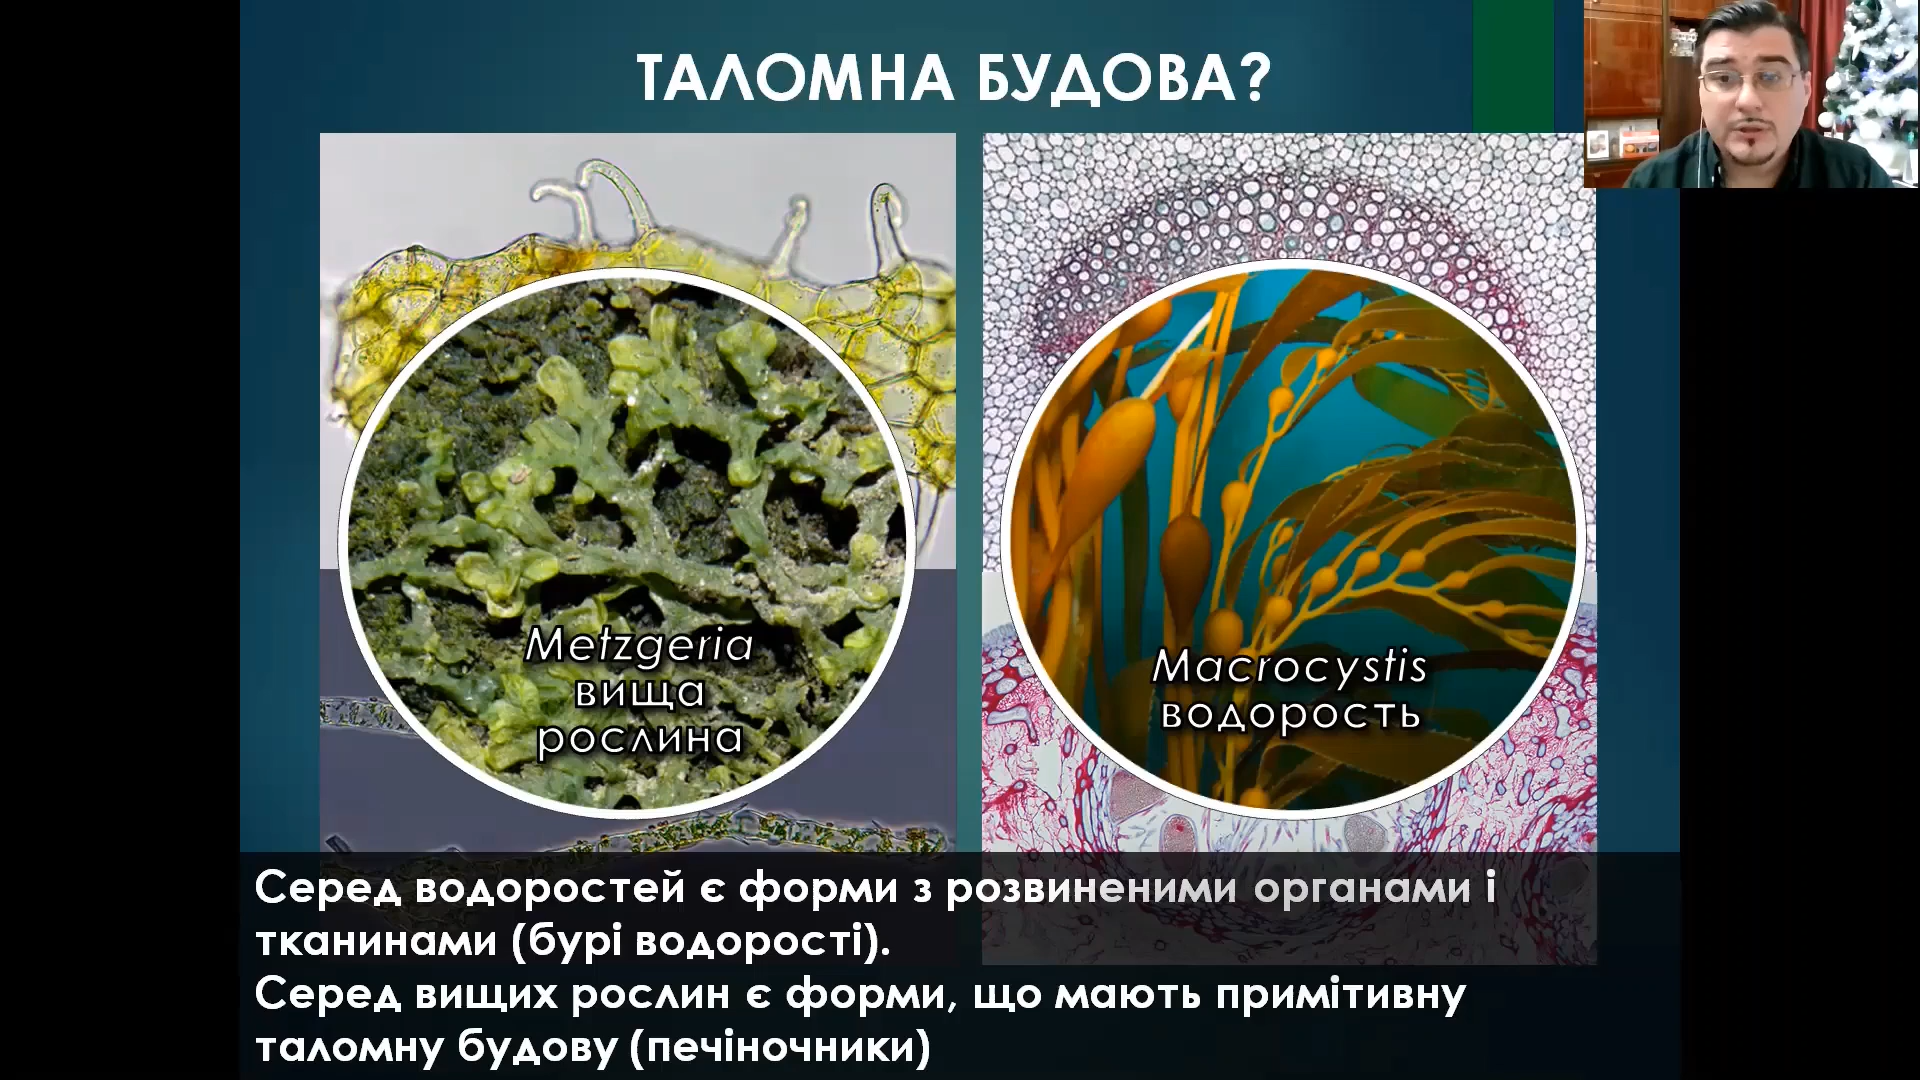 ТАЛОМНА БУДОВА?
Metzgeria
вища
рослина
Macrocystis
водорость
Серед водоростей є форми з розвиненими органами і
тканинами (бурі водорості).
Серед вищих рослин є форми, що мають примітивну
таломну будову (печіночники)